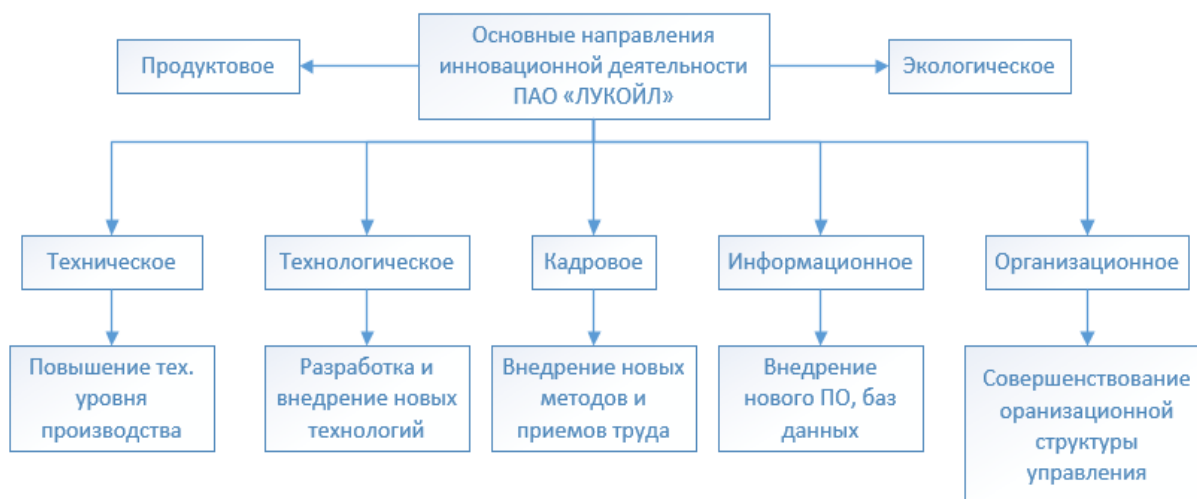 Основные направления
инновационной деятельности
ПАО «ЛУКОЙЛ»
Продуктовое
Экологическое
Техническое
Технологическое
Кадровое
Информационное
Организационное
Повышение тех.
уровня
производства
Разработка и
внедрение новых
технологий
Внедрение новых
методов и
приемов труда
Внедрение
нового ПО, баз
данных
Совершенствование
оранизационной
структуры
управления